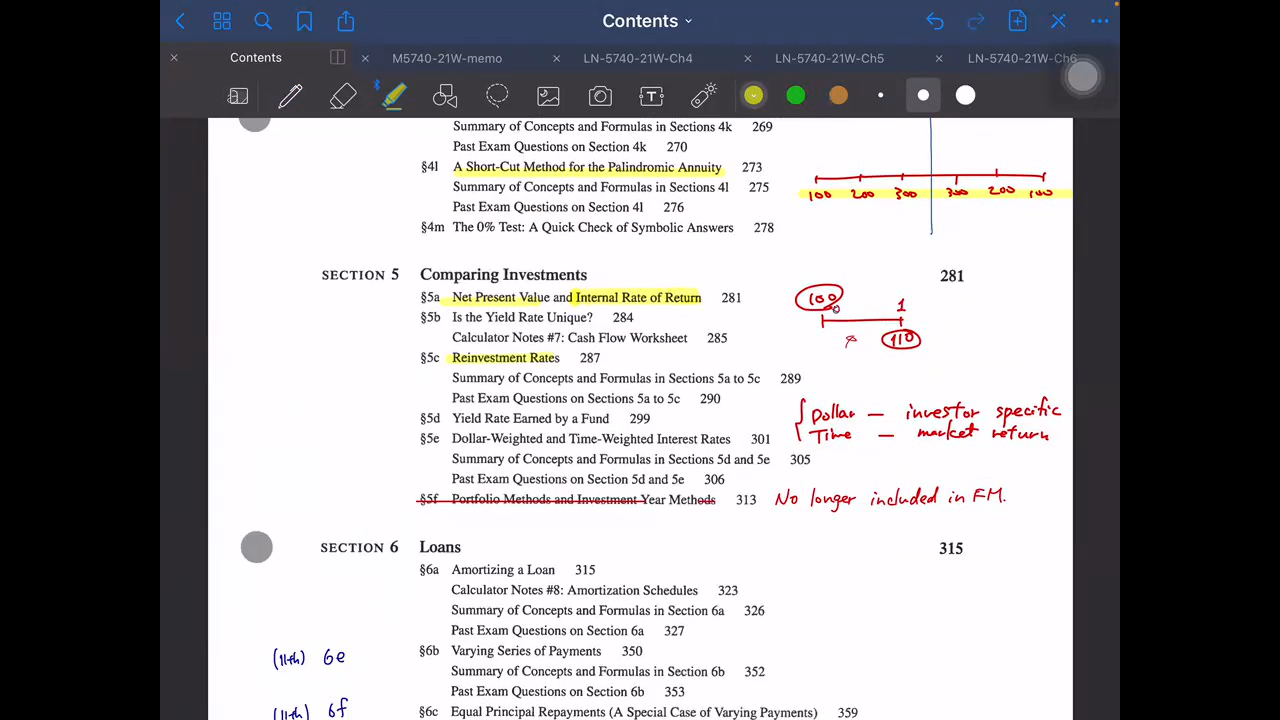 Contents
Contents
M5740-21W-memo
LN-5740-21W-Ch4
LN-5740-21W-Ch5
LN-5740-21W-Ch6
Summary of Concepts and Formulas in Sections 4k 269
Past Exam Questions on Section 4k 270
§4l A Short-Cut Method for the Palindromic Annuity 273
Summary of Concepts and Formulas in Sections 4l 275
Past Exam Questions on Section 4l 276
100 200 300 300 200 100
§4m The 0% Test: A Quick Check of Symbolic Answers 278
SECTION 5 Comparing Investments 281
§5a Net Present Value and Internal Rate of Return 281
100 1
§5b Is the Yield Rate Unique? 284
Calculator Notes #7: Cash Flow Worksheet 285
110
§5c Reinvestment Rates 287
Summary of Concepts and Formulas in Sections 5a to 5c 289
Past Exam Questions on Sections 5a to 5c 290
Dollar — investor specific
§5d Yield Rate Earned by a Fund 299
Time — market return
§5e Dollar-Weighted and Time-Weighted Interest Rates 301
Summary of Concepts and Formulas in Sections 5d and 5e 305
Past Exam Questions on Sections 5d and 5e 306
§5f Portfolio Methods and Investment Year Methods 313 No longer included in FM.
SECTION 6 Loans 315
§6a Amortizing a Loan 315
Calculator Notes #8: Amortization Schedules 323
Summary of Concepts and Formulas in Section 6a 326
Past Exam Questions on Section 6a 327
(11th) 6e
§6b Varying Series of Payments 350
Summary of Concepts and Formulas in Section 6b 352
Past Exam Questions on Section 6b 353
(11th) 6f
§6c Equal Principal Repayments (A Special Case of Varying Payments) 359